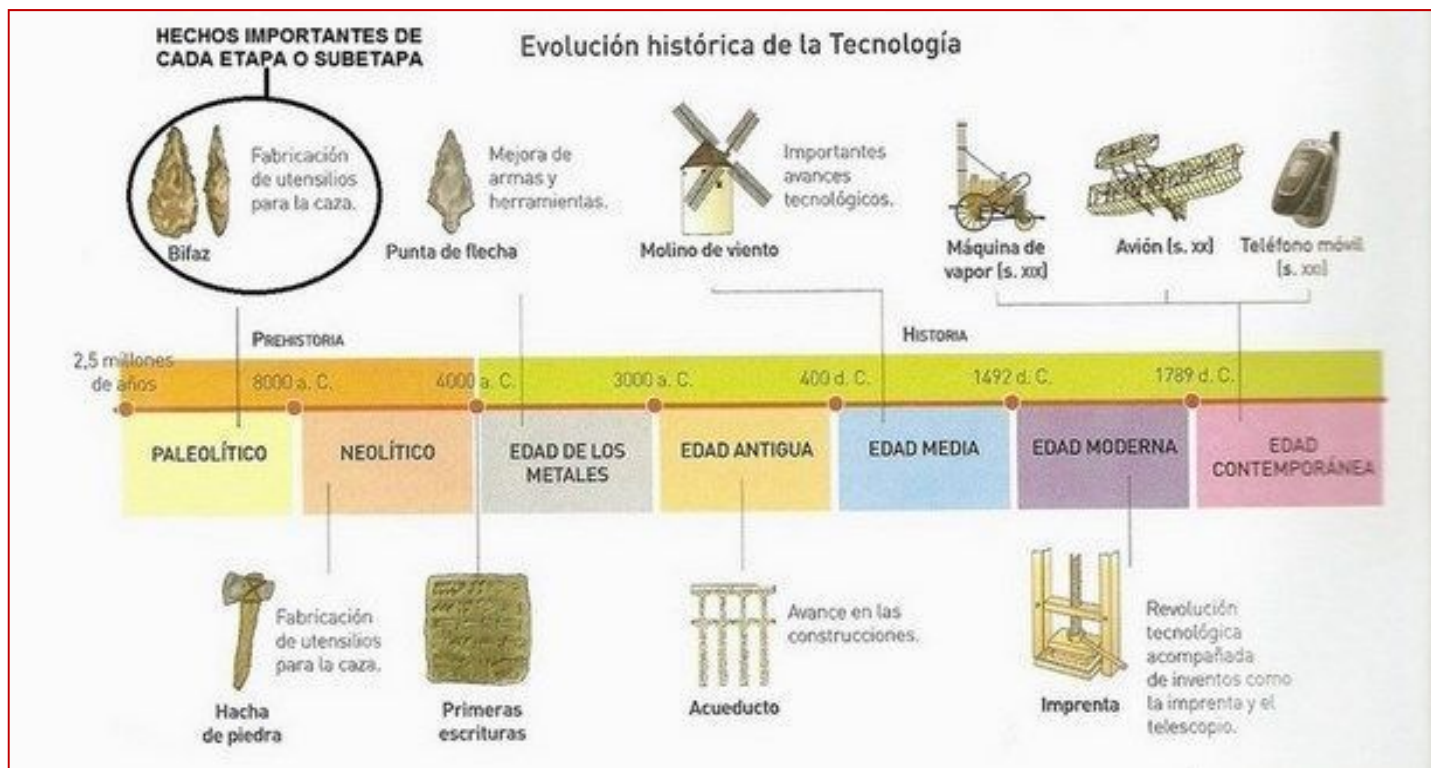 HECHOS IMPORTANTES DE
CADA ETAPA O SUBETAPA
Evolución histórica de la Tecnología
Fabricación
de utensilios
para la caza.
Bifaz
Mejora de
armas y
herramientas.
Punta de flecha
Importantes
avances
tecnológicos.
Molino de viento
Máquina de
vapor (s. XIX)
Avión (s. XX)
Teléfono móvil
(s. XXI)
PREHISTORIA
HISTORIA
2,5 millones
de años
8000 a. C.
4000 a. C.
3000 a. C.
400 d. C.
1492 d. C.
1789 d. C.
PALEOLÍTICO
NEOLÍTICO
EDAD DE LOS
METALES
EDAD ANTIGUA
EDAD MEDIA
EDAD MODERNA
EDAD
CONTEMPORÁNEA
Hacha
de piedra
Fabricación
de utensilios
para la caza.
Primeras
escrituras
Acueducto
Avance en las
construcciones.
Imprenta
Revolución
tecnológica
acompañada
de inventos como
la imprenta y el
telescopio.